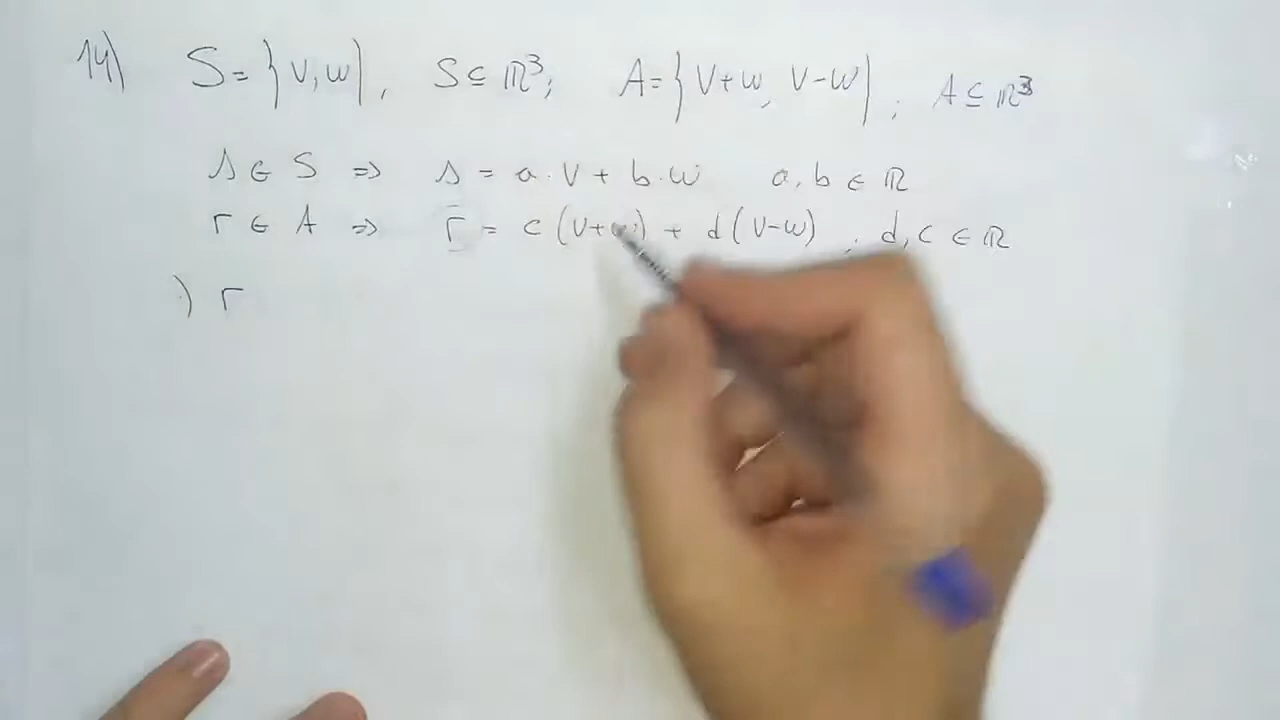 14) S = {v, w}, S ⊆ ℝ³; A = {v+w, v-w}, A ⊆ ℝ³
s ∈ S ⇒ s = a·v + b·w a, b ∈ ℝ
r ∈ A ⇒ r = c(v+w) + d(v-w), d, c ∈ ℝ
) r